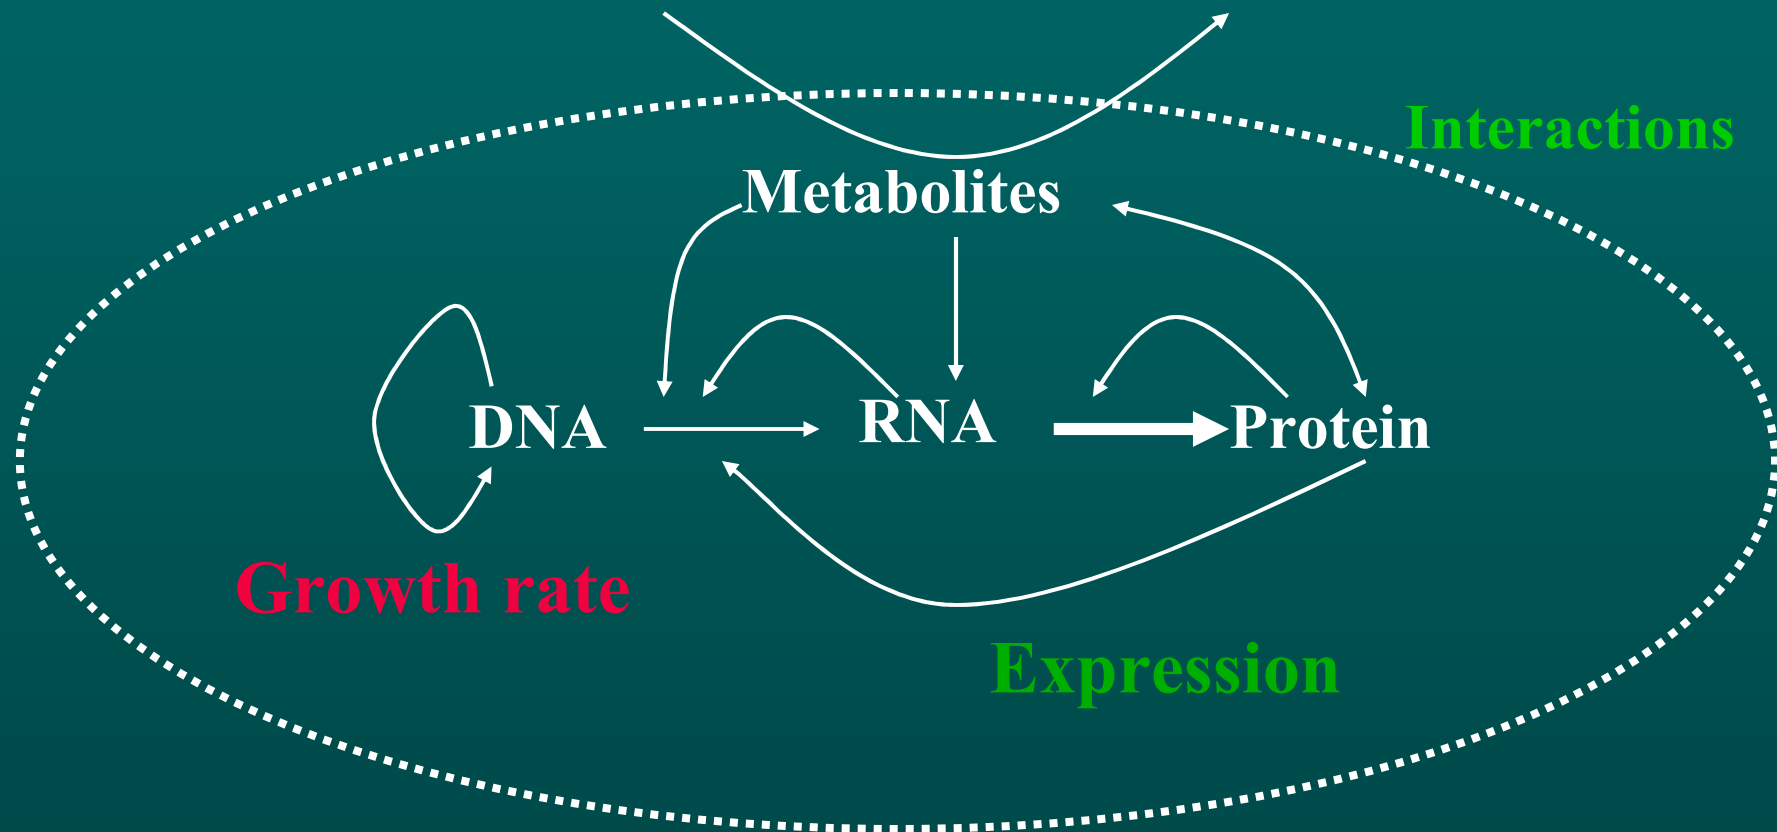 Interactions
Metabolites
DNA
RNA
Protein
Growth rate
Expression